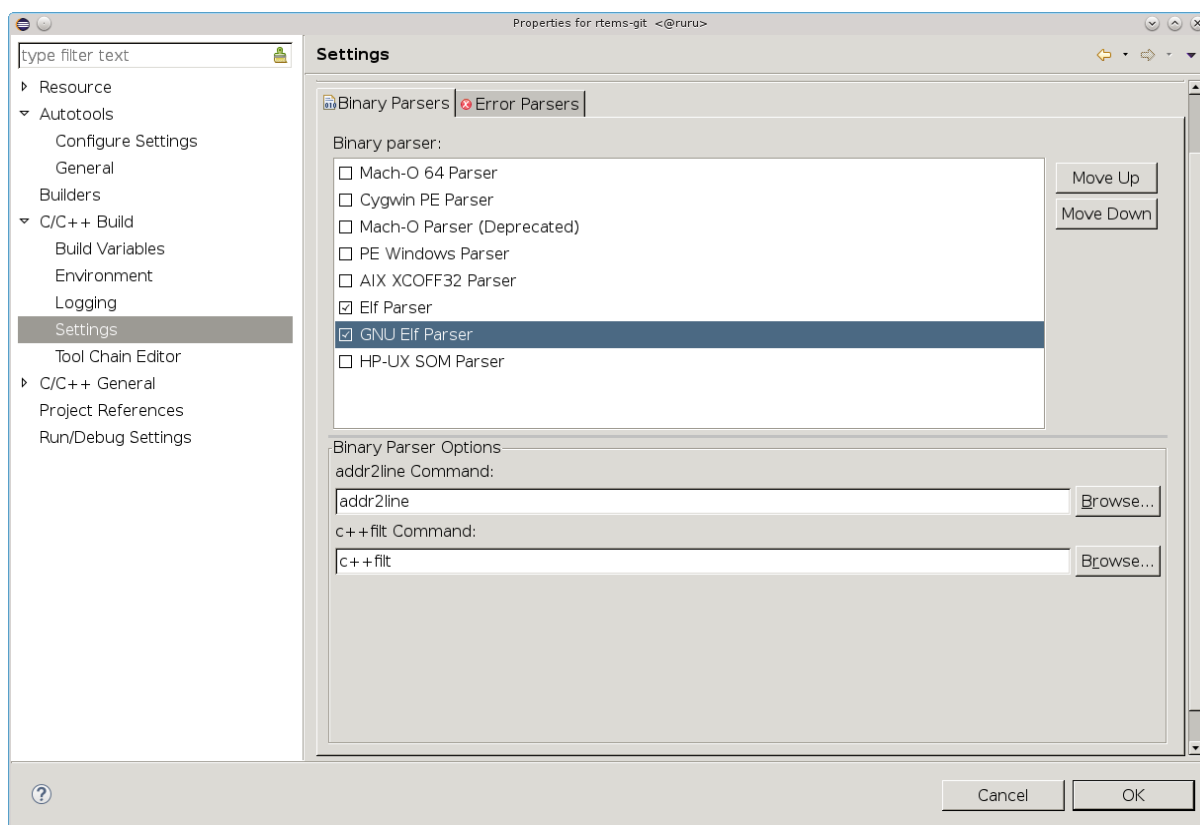 Properties for rtems-git <@ruru>
type filter text
Resource
Autotools
Configure Settings
General
Builders
C/C++ Build
Build Variables
Environment
Logging
Settings
Tool Chain Editor
C/C++ General
Project References
Run/Debug Settings
Settings
Binary Parsers
Error Parsers
Binary parser:
Mach-O 64 Parser
Cygwin PE Parser
Mach-O Parser (Deprecated)
PE Windows Parser
AIX XCOFF32 Parser
Elf Parser
GNU Elf Parser
HP-UX SOM Parser
Move Up
Move Down
Binary Parser Options
addr2line Command:
addr2line
Browse...
c++filt Command:
c++filt
Browse...
Cancel
OK